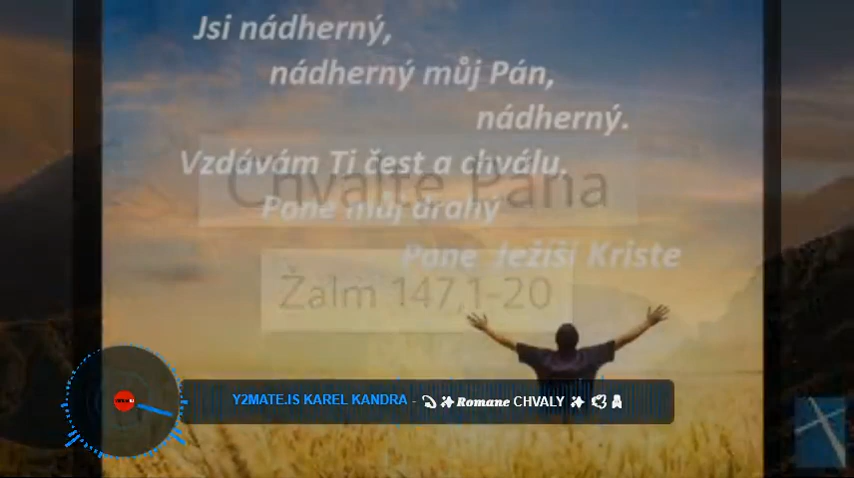 Jsi nádherný,
nádherný můj Pán,
nádherný.
Vzdávám Ti čest a chválu,
Chvalte Pána
Pane můj drahý
Pane Ježíši Kriste
Žalm 147,1-20
Y2MATE.IS KAREL KANDRA - 💫✨Romane CHVALY ✨